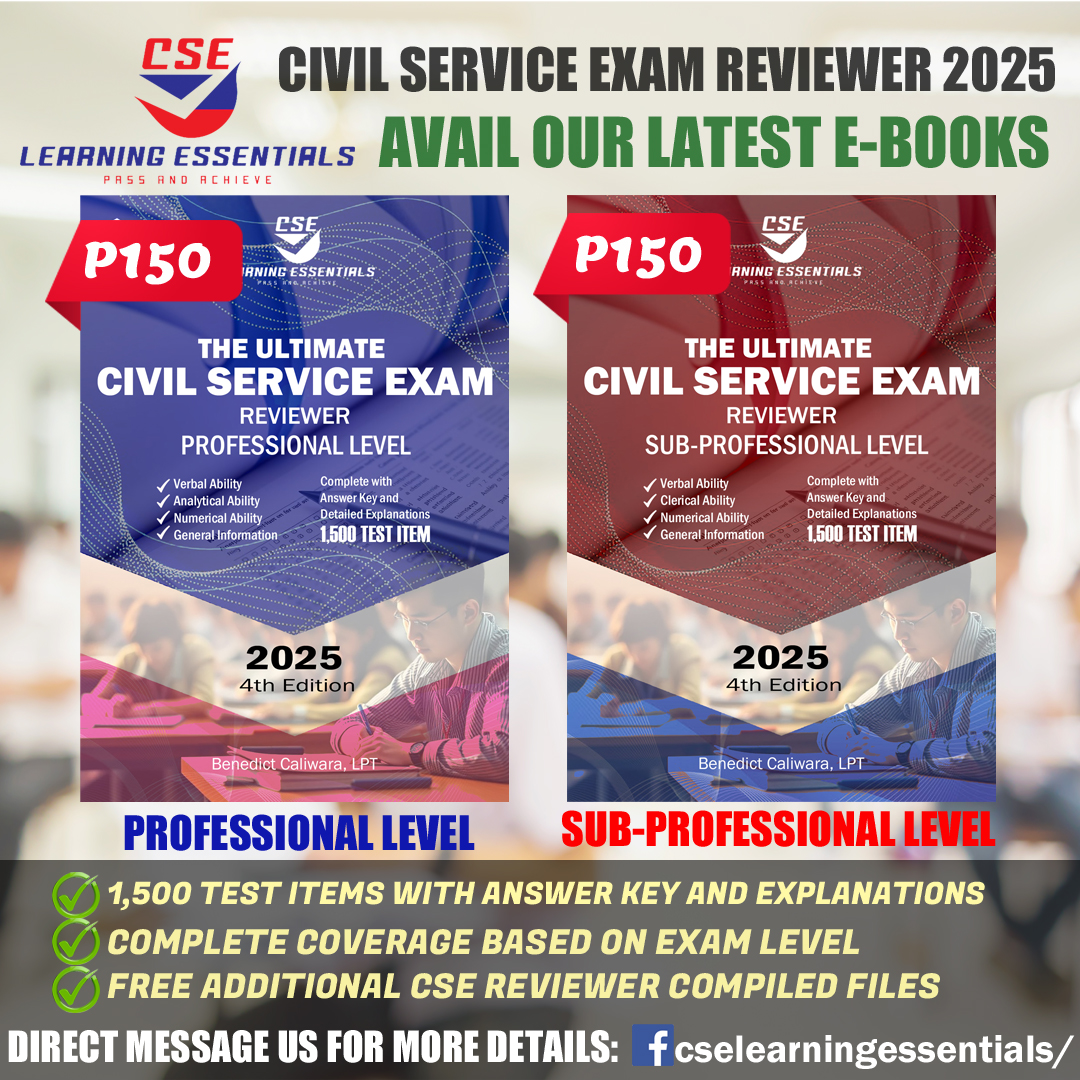 CSE
LEARNING ESSENTIALS
PASS AND ACHIEVE
CIVIL SERVICE EXAM REVIEWER 2025
AVAIL OUR LATEST E-BOOKS
P150
CSE
RNING ESSENTIALS
PASS AND ACHIEVE
THE ULTIMATE
CIVIL SERVICE EXAM
REVIEWER
PROFESSIONAL LEVEL
Verbal Ability
Analytical Ability
Numerical Ability
General Information
Complete with
Answer Key and
Detailed Explanations
1,500 TEST ITEM
2025
4th Edition
Benedict Caliwara, LPT
PROFESSIONAL LEVEL
P150
CSE
RNING ESSENTIALS
PASS AND ACHIEVE
THE ULTIMATE
CIVIL SERVICE EXAM
REVIEWER
SUB-PROFESSIONAL LEVEL
Verbal Ability
Clerical Ability
Numerical Ability
General Information
Complete with
Answer Key and
Detailed Explanations
1,500 TEST ITEM
2025
4th Edition
Benedict Caliwara, LPT
SUB-PROFESSIONAL LEVEL
1,500 TEST ITEMS WITH ANSWER KEY AND EXPLANATIONS
COMPLETE COVERAGE BASED ON EXAM LEVEL
FREE ADDITIONAL CSE REVIEWER COMPILED FILES
DIRECT MESSAGE US FOR MORE DETAILS: f cselearningessentials/